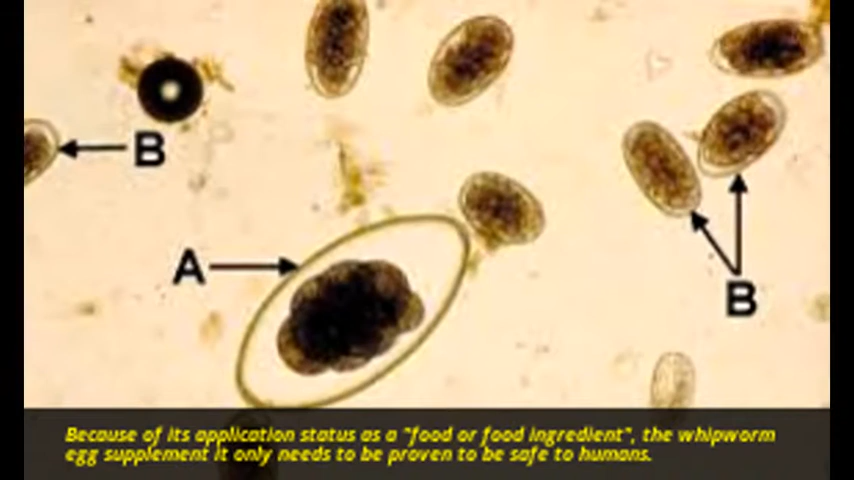 B
A
B
Because of its application status as a "food or food ingredient", the whipworm
egg supplement it only needs to be proven to be safe to humans.